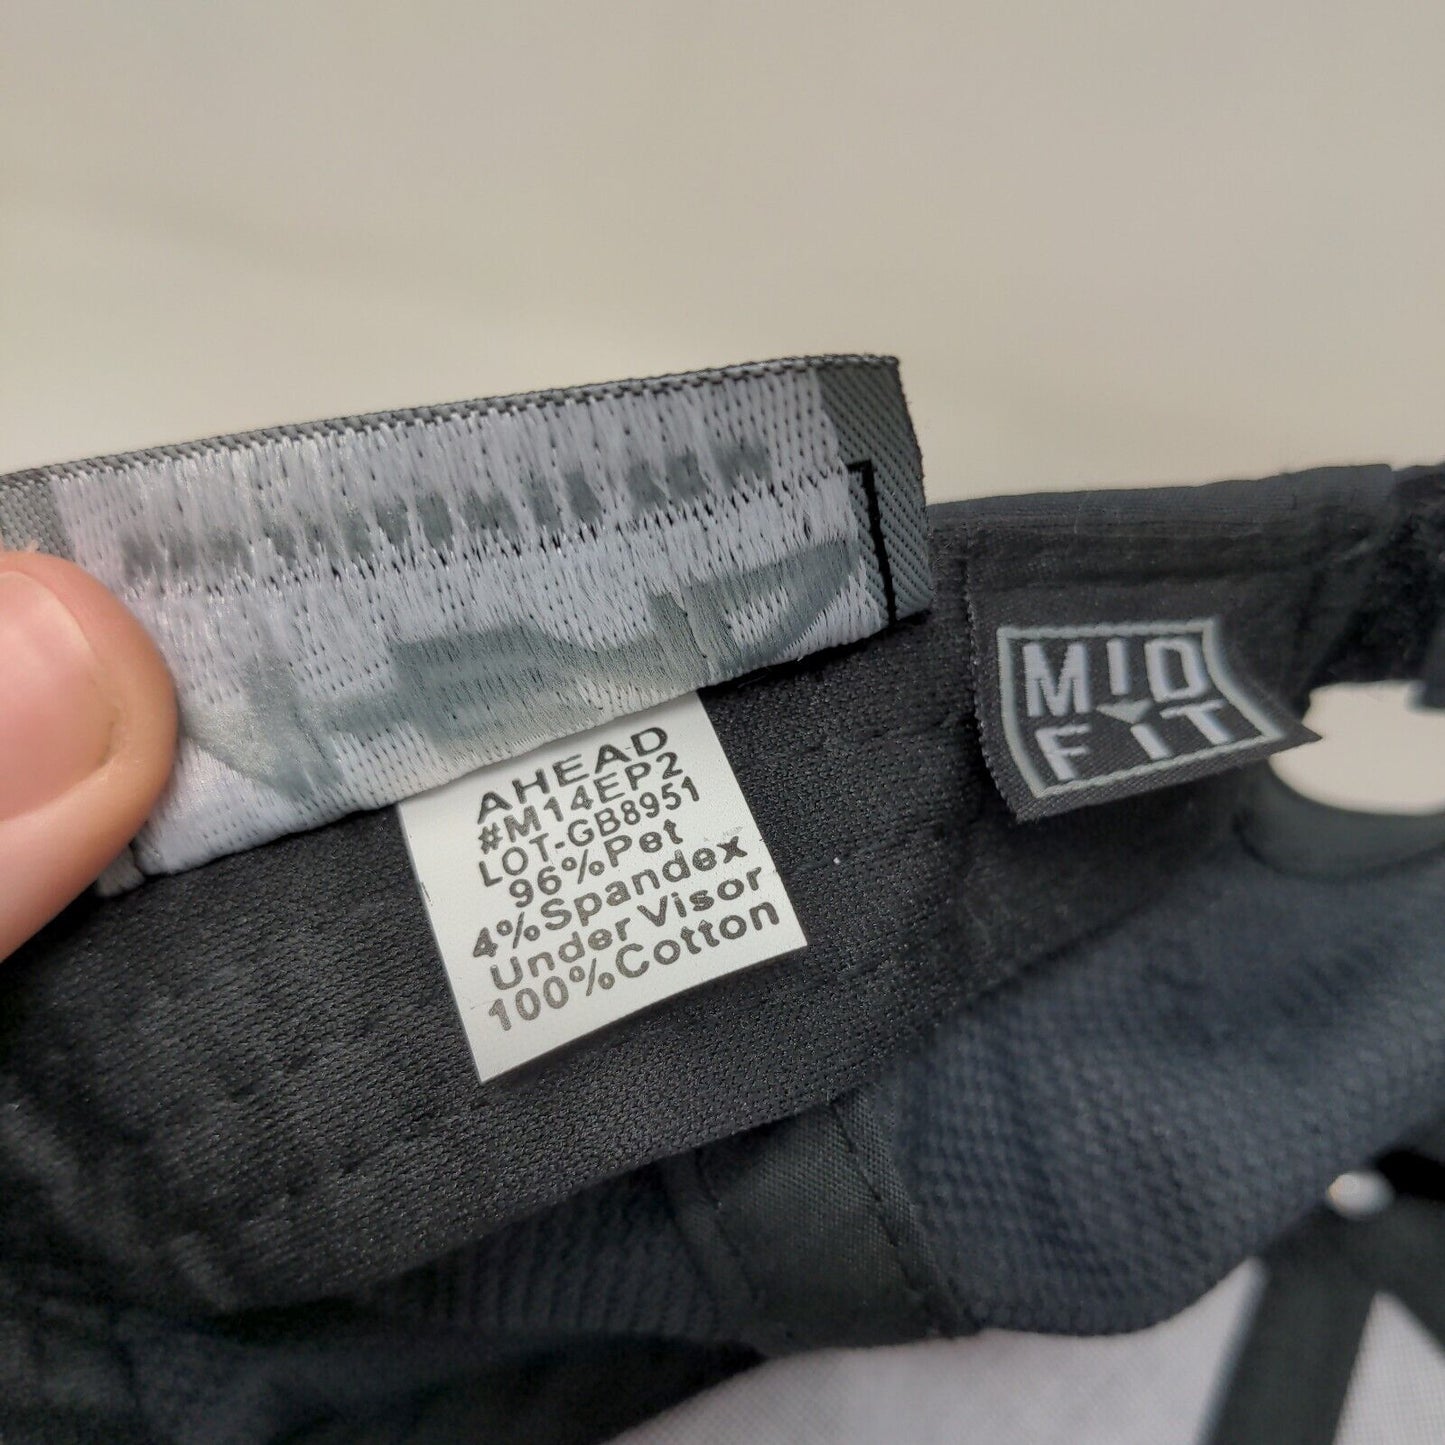 AHEAD
#M14EP2
LOT-GB8951
96%Pet
4%Spandex
Under Visor
100%Cotton
MID
FIT